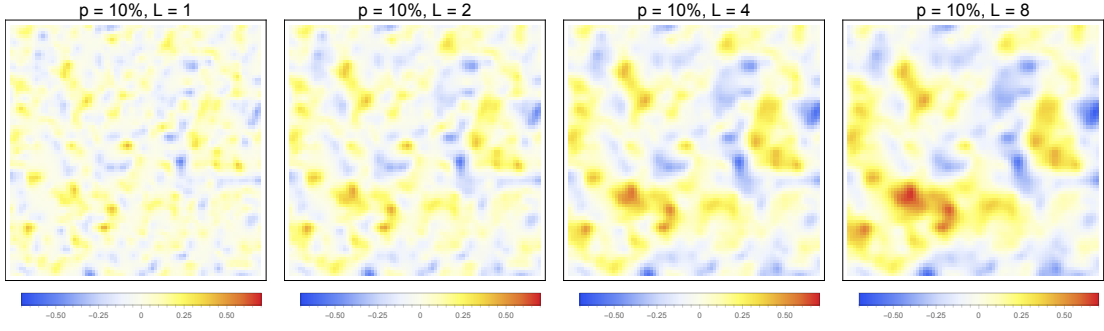 p = 10%, L = 1
p = 10%, L = 2
p = 10%, L = 4
p = 10%, L = 8
−0.50 −0.25 0 0.25 0.50
−0.50 −0.25 0 0.25 0.50
−0.50 −0.25 0 0.25 0.50
−0.50 −0.25 0 0.25 0.50